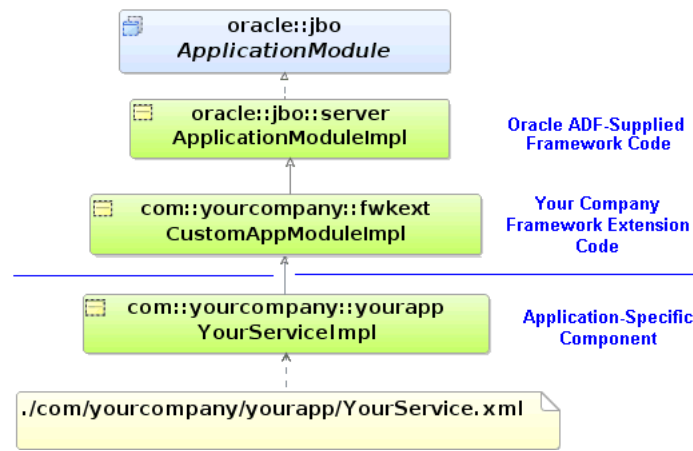 oracle::jbo
ApplicationModule
oracle::jbo::server
ApplicationModuleImpl
Oracle ADF-Supplied
Framework Code
com::yourcompany::fwkext
CustomAppModuleImpl
Your Company
Framework Extension
Code
com::yourcompany::yourapp
YourServiceImpl
Application-Specific
Component
./com/yourcompany/yourapp/YourService.xml